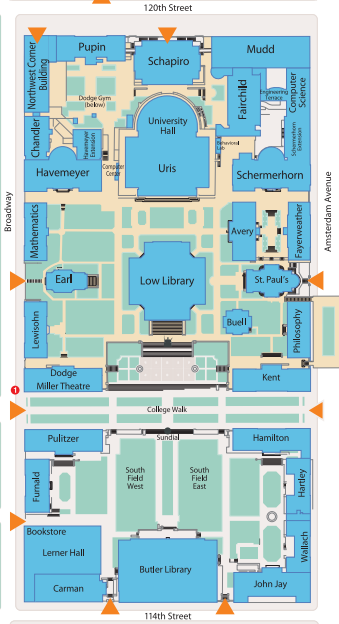 120th Street
Pupin
Schapiro
Mudd
Northwest Corner
Building
Dodge Gym
(below)
Fairchild
Engineering
Terrace
Computer
Science
University
Hall
Uris
Chandler
Havemeyer
Extension
Computer
Center
Behavioral
Lab
Schermerhorn
Extension
Havemeyer
Schermerhorn
Broadway
Amsterdam Avenue
Mathematics
Avery
Fayerweather
Earl
Low Library
St. Paul's
Lewisohn
Buell
Philosophy
Dodge
Miller Theatre
Kent
1
College Walk
Pulitzer
Sundial
Hamilton
Furnald
South
Field
West
South
Field
East
Hartley
Bookstore
Lerner Hall
Wallach
Butler Library
Carman
John Jay
114th Street